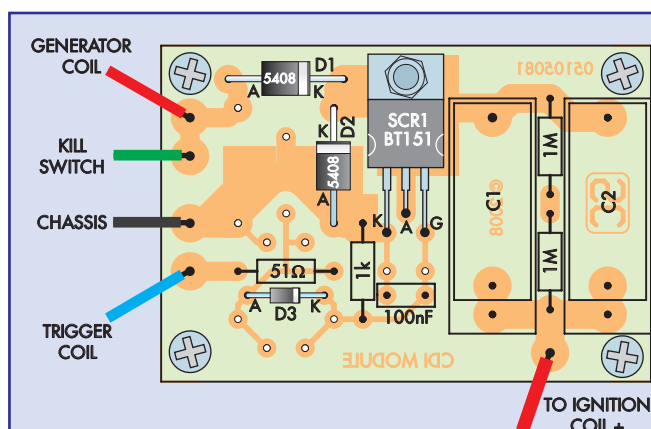 GENERATOR
COIL
KILL
SWITCH
CHASSIS
TRIGGER
COIL
5408
D1
A
K
K
D2
5408
A
SCR1
BT151
K
A
G
05105081
C1
1M
1M
C2
51Ω
1k
A
D3
K
100nF
CDI MODULE
TO IGNITION
COIL +